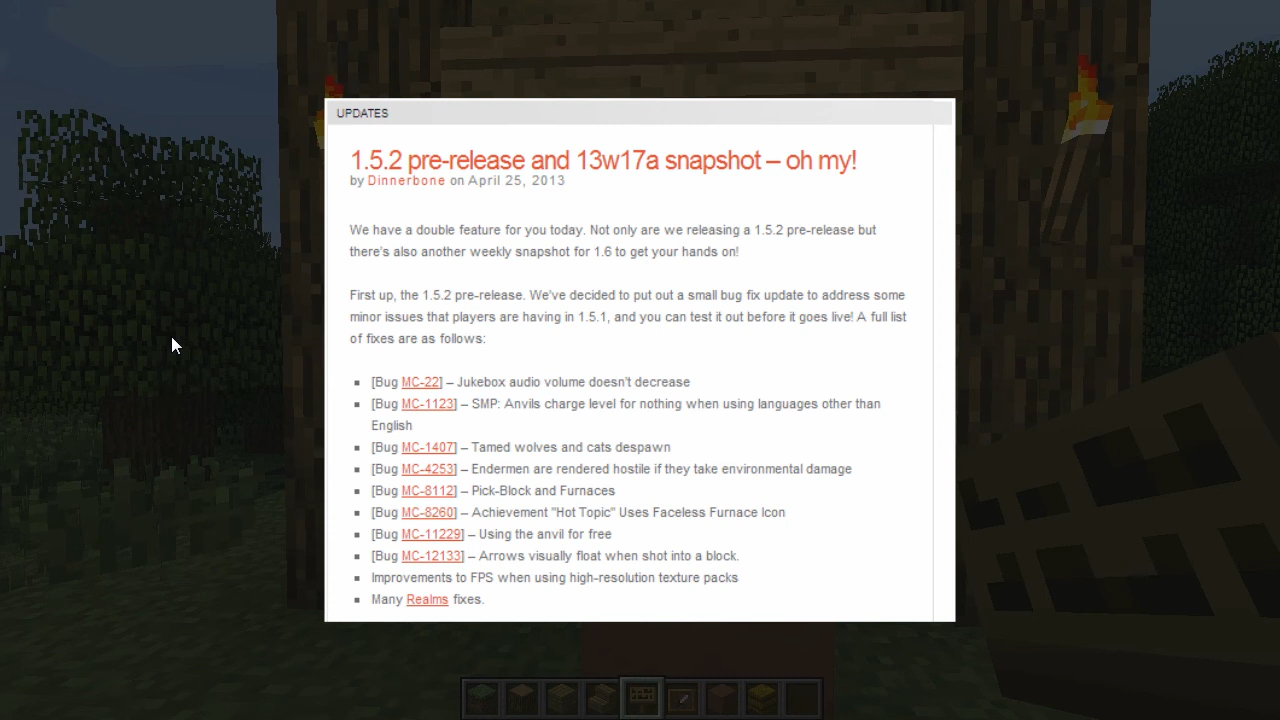 UPDATES
1.5.2 pre-release and 13w17a snapshot – oh my!
by Dinnerbone on April 25, 2013
We have a double feature for you today. Not only are we releasing a 1.5.2 pre-release but
there's also another weekly snapshot for 1.6 to get your hands on!
First up, the 1.5.2 pre-release. We've decided to put out a small bug fix update to address some
minor issues that players are having in 1.5.1, and you can test it out before it goes live! A full list
of fixes are as follows:
[Bug MC-22] – Jukebox audio volume doesn't decrease
[Bug MC-1123] – SMP: Anvils charge level for nothing when using languages other than
English
[Bug MC-1407] – Tamed wolves and cats despawn
[Bug MC-4253] – Endermen are rendered hostile if they take environmental damage
[Bug MC-8112] – Pick-Block and Furnaces
[Bug MC-8260] – Achievement "Hot Topic" Uses Faceless Furnace Icon
[Bug MC-11229] – Using the anvil for free
[Bug MC-12133] – Arrows visually float when shot into a block.
Improvements to FPS when using high-resolution texture packs
Many Realms fixes.